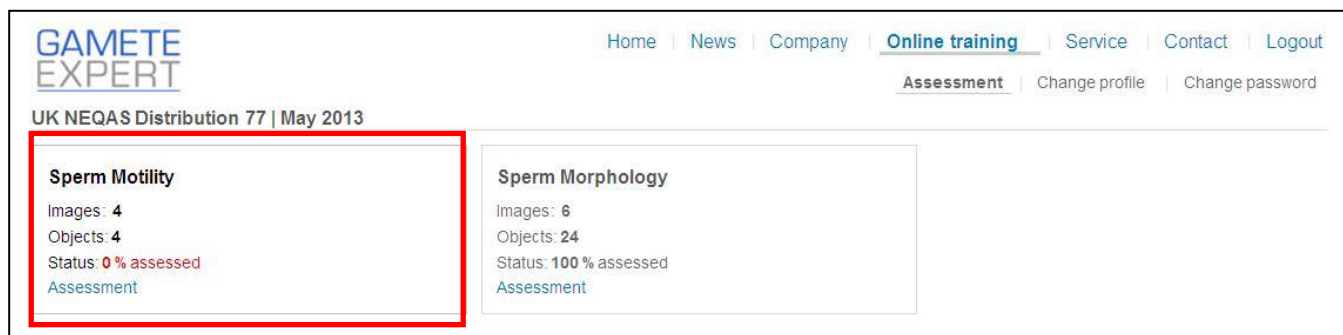 GAMETE
EXPERT
Home | News | Company | Online training | Service | Contact | Logout
Assessment | Change profile | Change password
UK NEQAS Distribution 77 | May 2013
Sperm Motility
Images: 4
Objects: 4
Status: 0 % assessed
Assessment
Sperm Morphology
Images: 6
Objects: 24
Status: 100 % assessed
Assessment